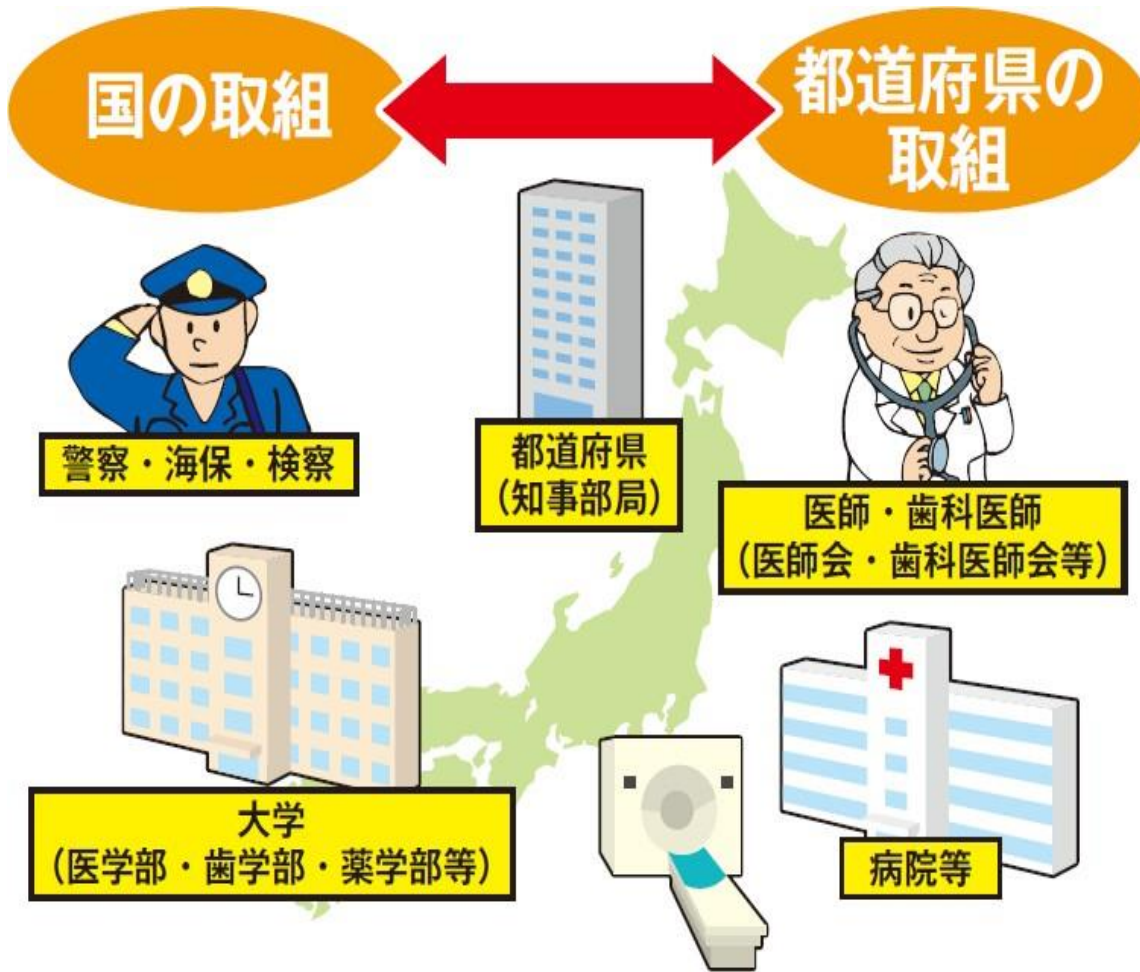 国の取組
都道府県の
取組
警察・海保・検察
都道府県
（知事部局）
医師・歯科医師
（医師会・歯科医師会等）
大学
（医学部・歯学部・薬学部等）
病院等